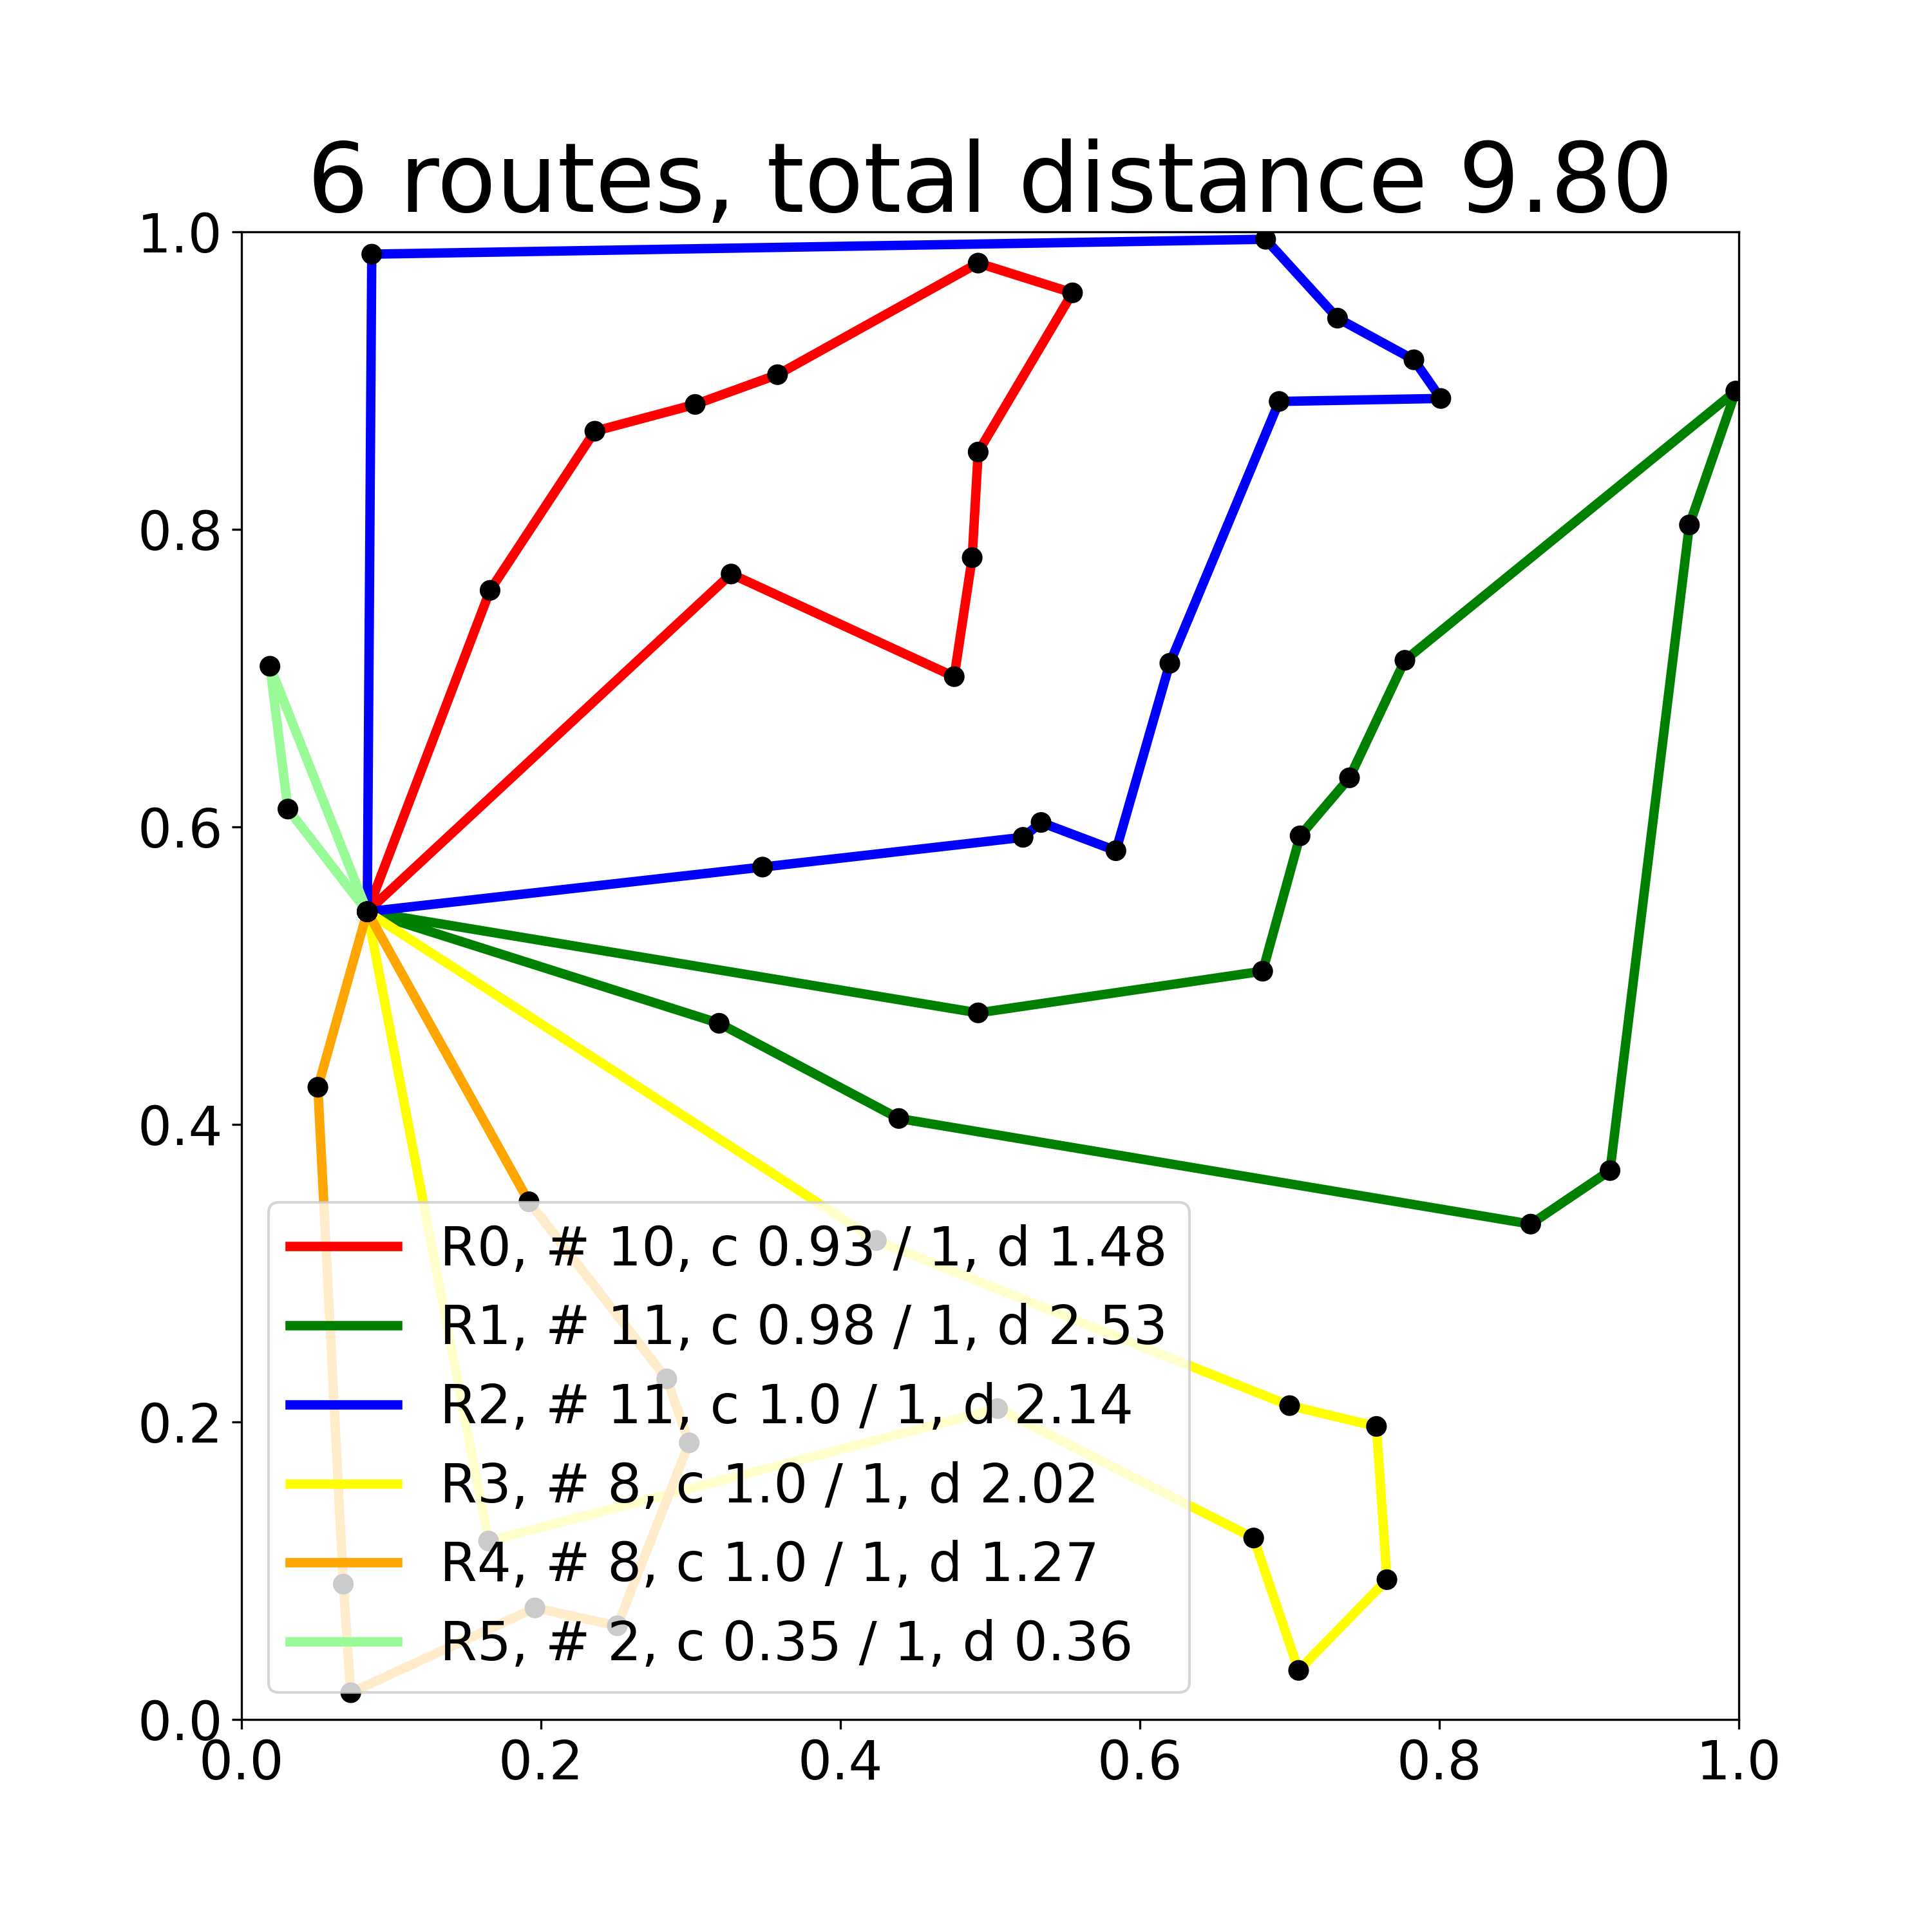 6 routes, total distance 9.80
1.0
0.8
0.6
0.4
0.2
0.0
R0, # 10, c 0.93 / 1, d 1.48
R1, # 11, c 0.98 / 1, d 2.53
R2, # 11, c 1.0 / 1, d 2.14
R3, # 8, c 1.0 / 1, d 2.02
R4, # 8, c 1.0 / 1, d 1.27
R5, # 2, c 0.35 / 1, d 0.36
0.0 0.2 0.4 0.6 0.8 1.0